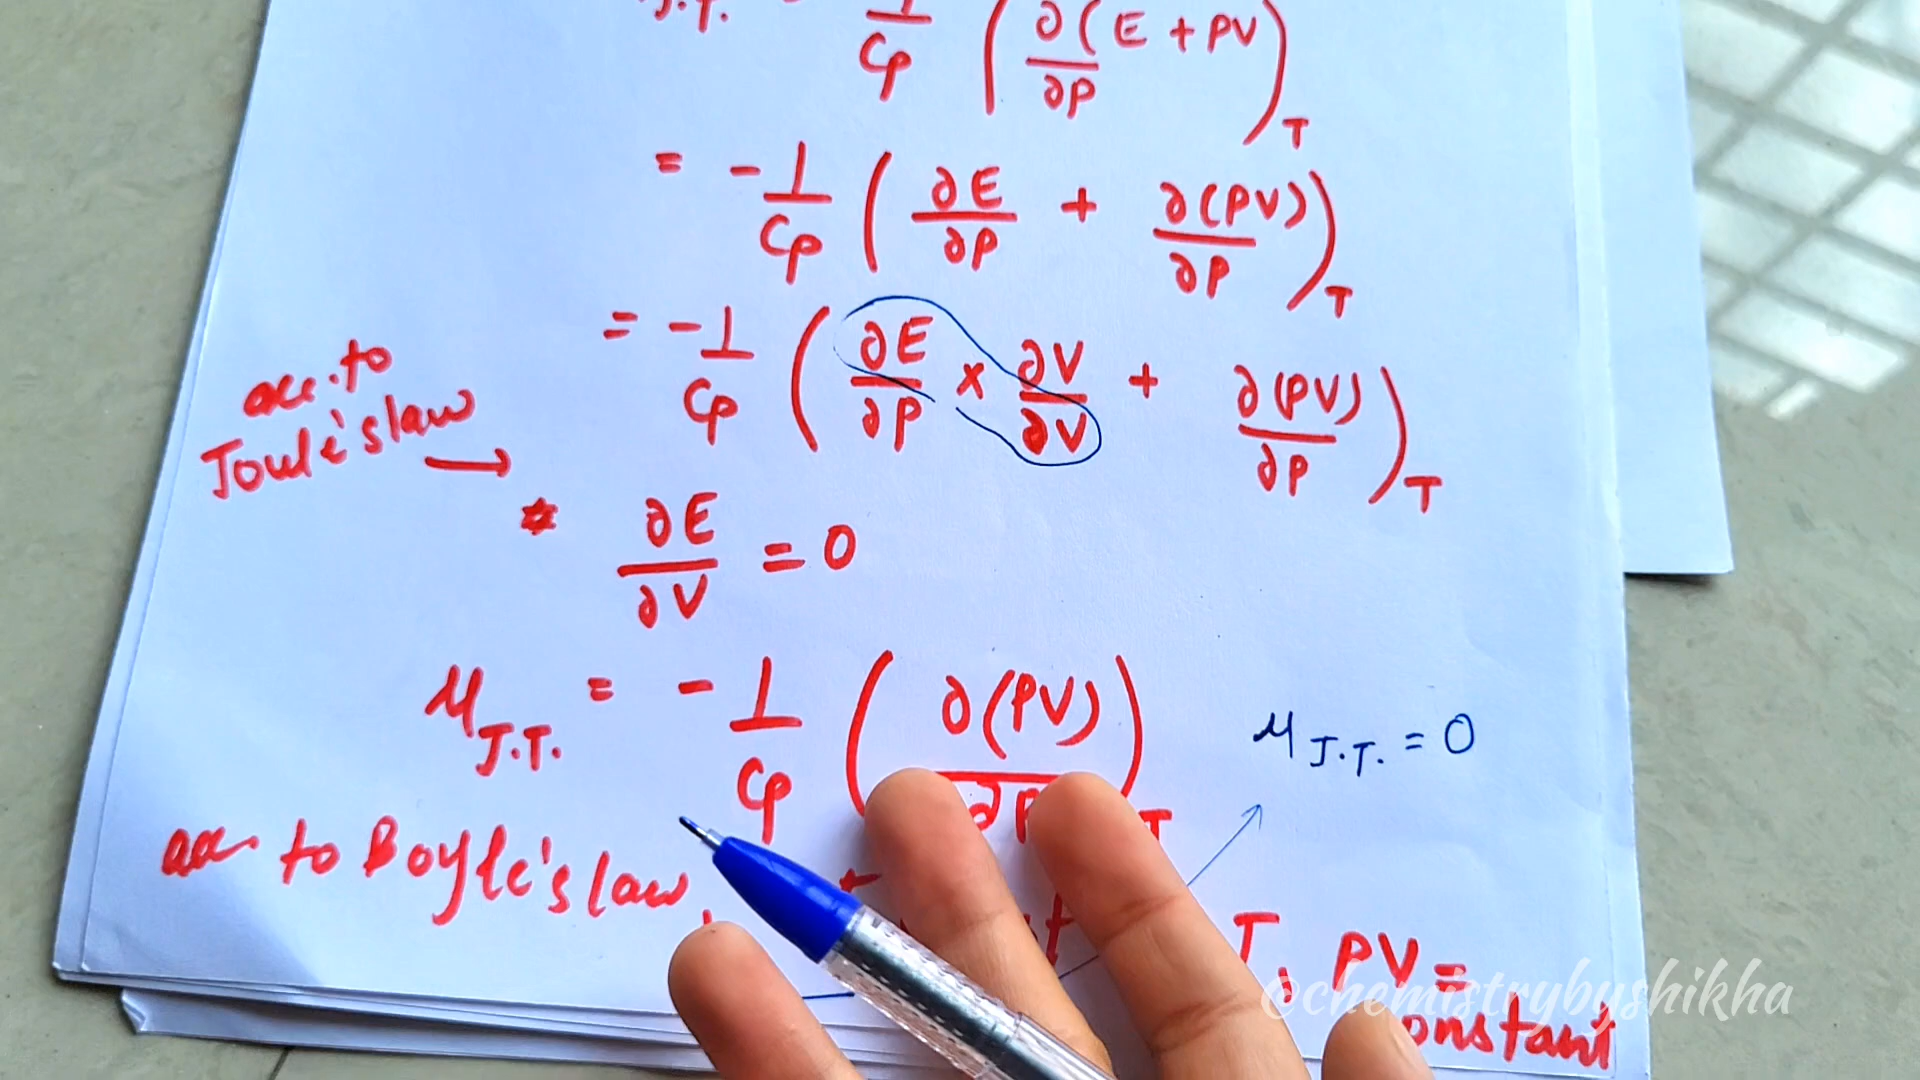 J.T. = 1/Cp (∂(E + PV)/∂P)T
= -1/Cp (∂E/∂P + ∂(PV)/∂P)T
= -1/Cp (∂E/∂P × ∂V/∂V + ∂(PV)/∂P)T
acc. to
Joule's law →
* ∂E/∂V = 0
μJ.T. = -1/Cp (∂(PV)/∂P)T
μJ.T. = 0
acc to Boyle's law,
T, PV =
onstant
@chemistrybyshikha